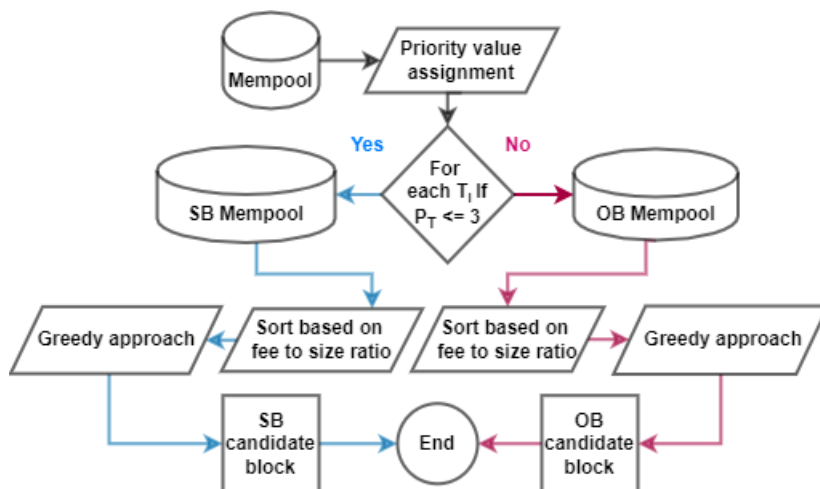 Mempool
Priority value
assignment
Yes
No
For
each T_I If
P_T <= 3
SB Mempool
OB Mempool
Greedy approach
Sort based on
fee to size ratio
Sort based on
fee to size ratio
Greedy approach
SB
candidate
block
End
OB
candidate
block